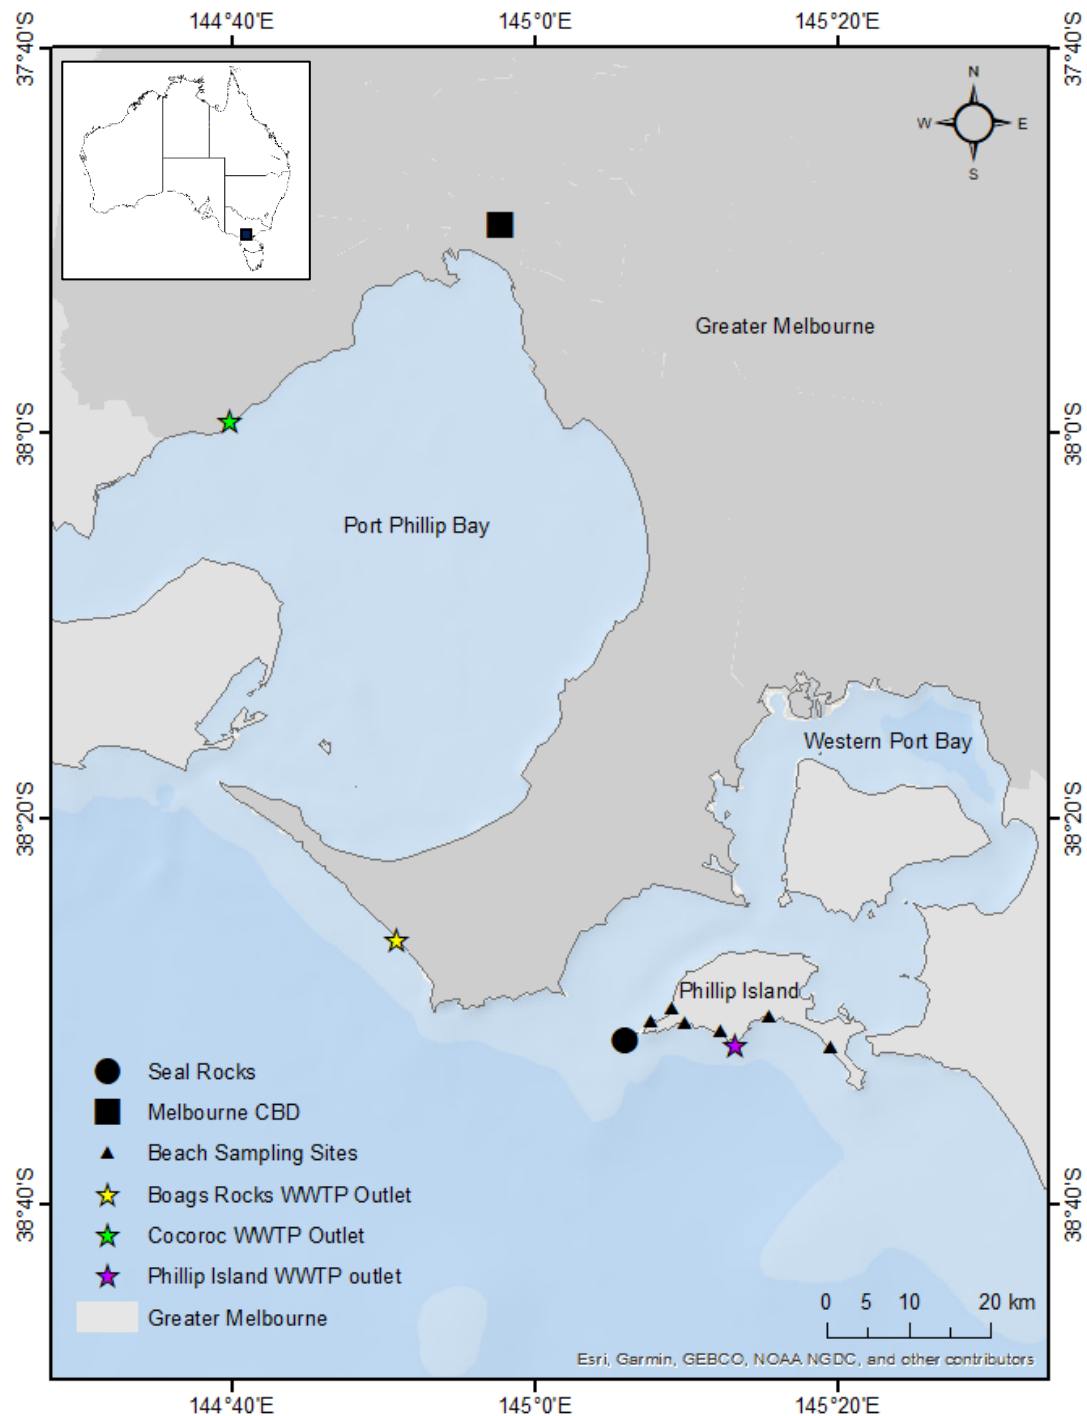 144°40'E 145°0'E 145°20'E
37°40'S 37°40'S
N
W E
S
Greater Melbourne
38°0'S 38°0'S
Port Phillip Bay
Western Port Bay
38°20'S 38°20'S
Phillip Island
Seal Rocks
Melbourne CBD
Beach Sampling Sites
Boags Rocks WWTP Outlet
38°40'S 38°40'S
Cocoroc WWTP Outlet
Phillip Island WWTP outlet
Greater Melbourne
0 5 10 20 km
Esri, Garmin, GEBCO, NOAA NGDC, and other contributors
144°40'E 145°0'E 145°20'E